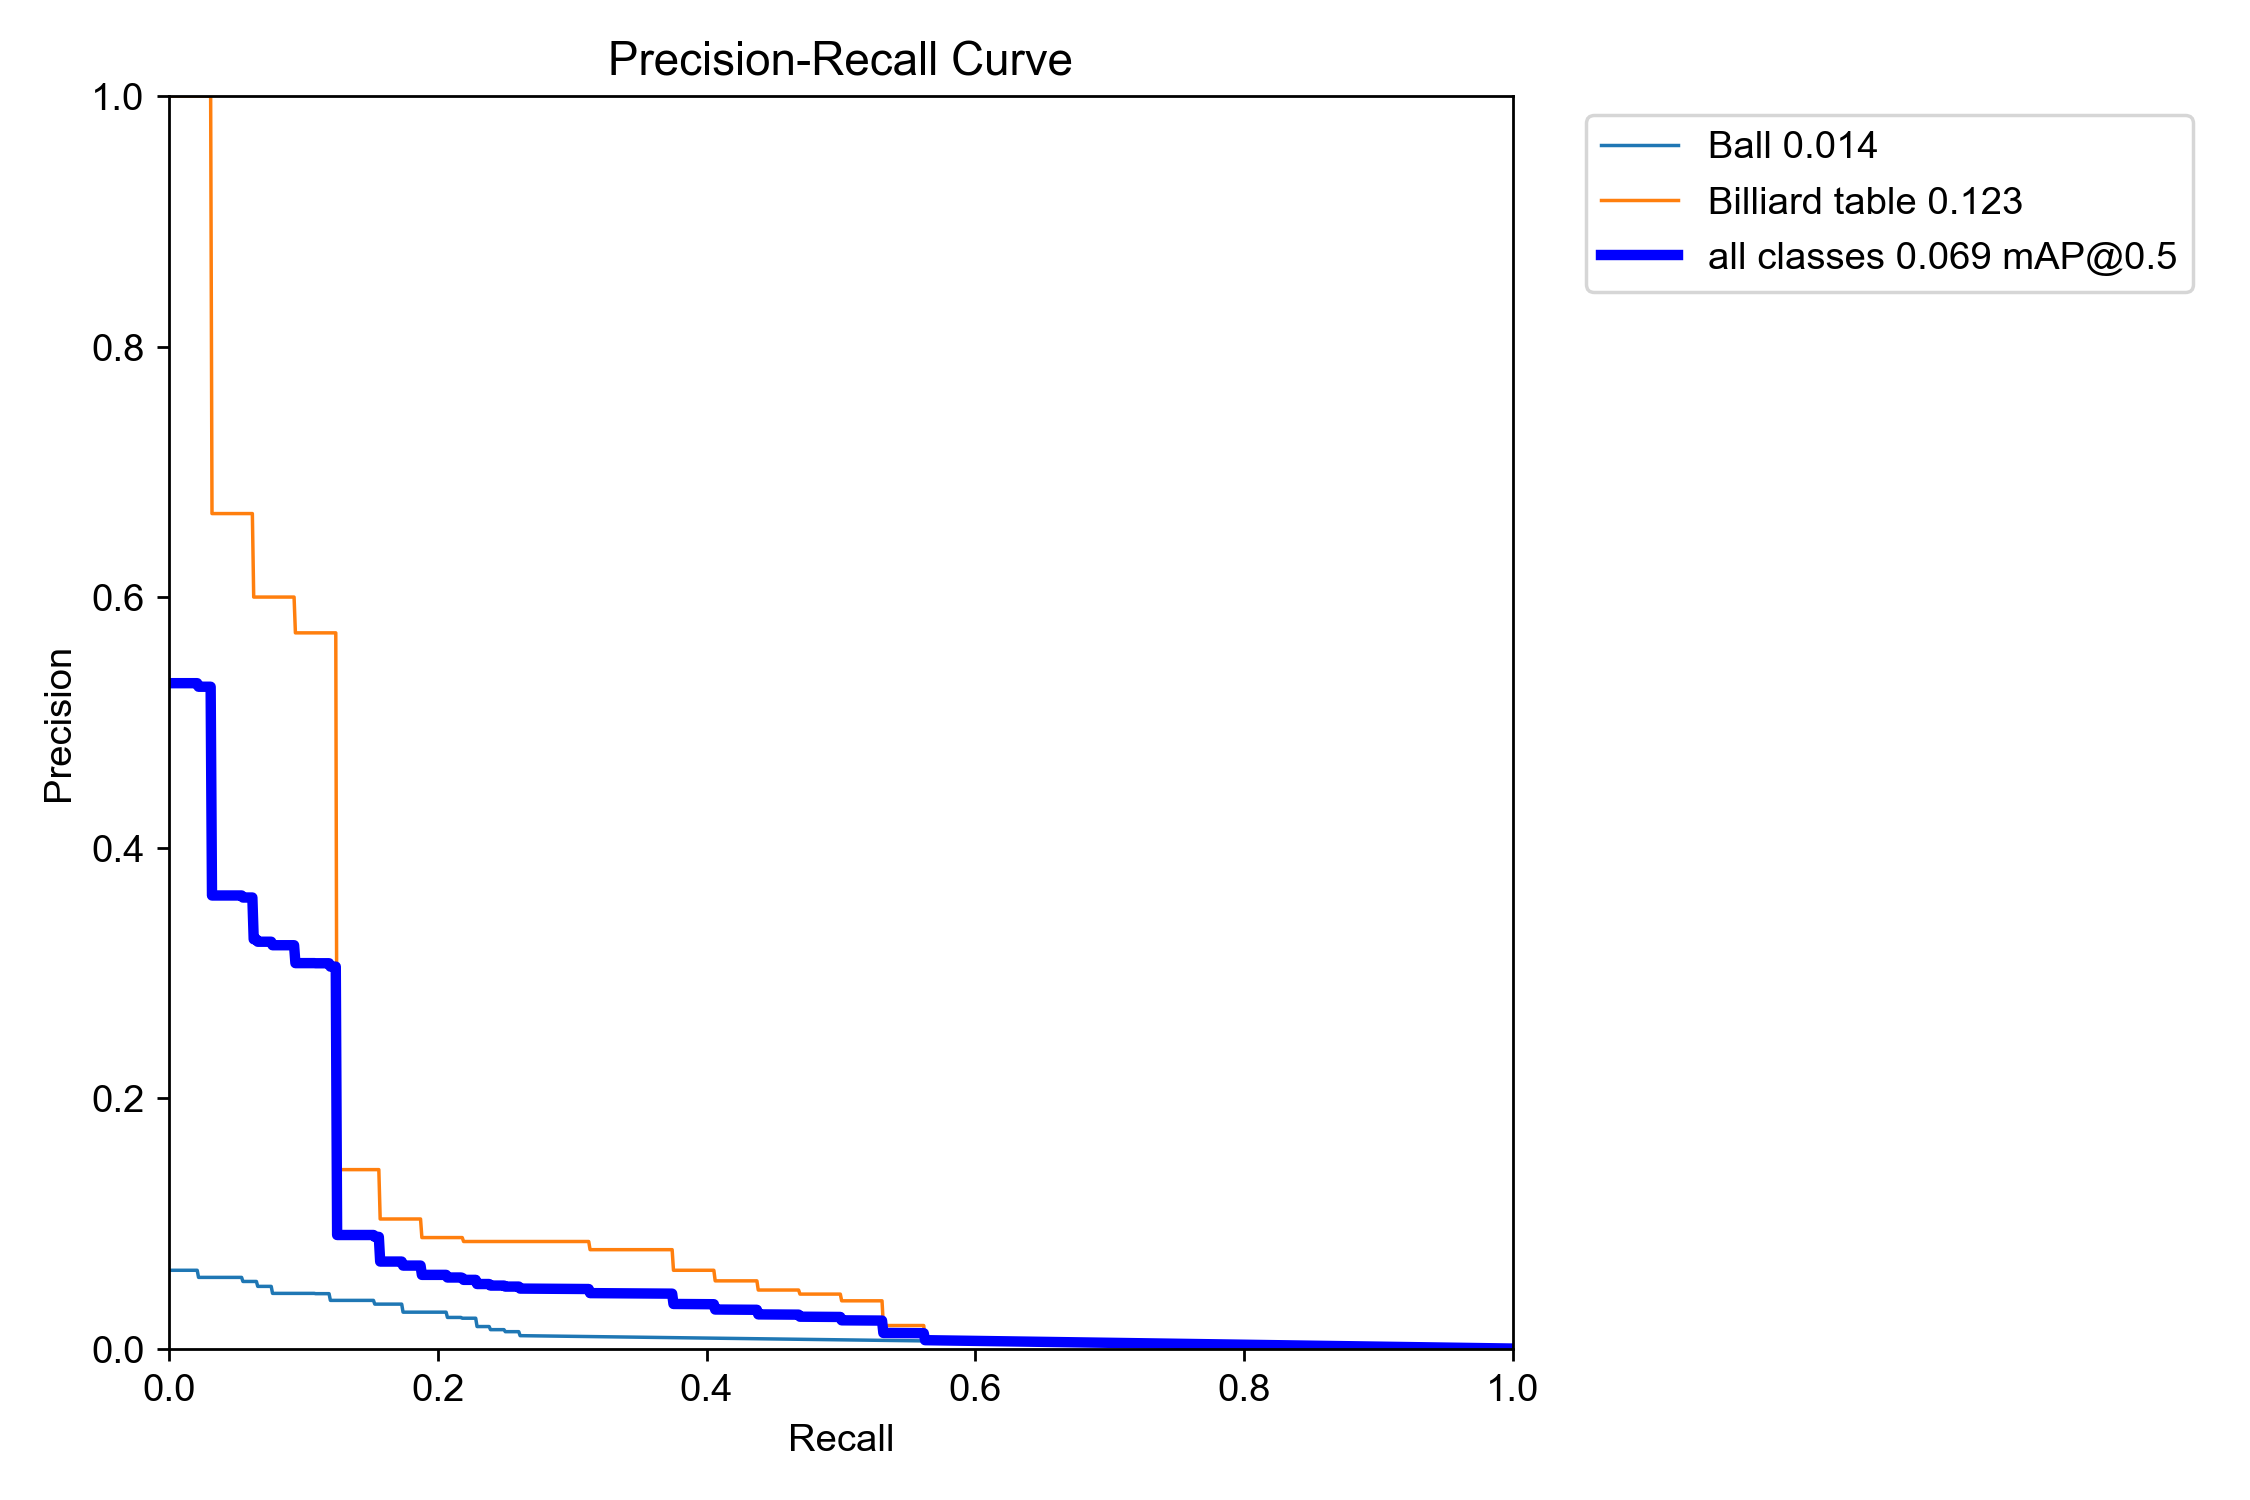 Precision-Recall Curve
1.0
0.8
0.6
0.4
0.2
0.0
Precision
0.0 0.2 0.4 0.6 0.8 1.0
Recall
Ball 0.014
Billiard table 0.123
all classes 0.069 mAP@0.5